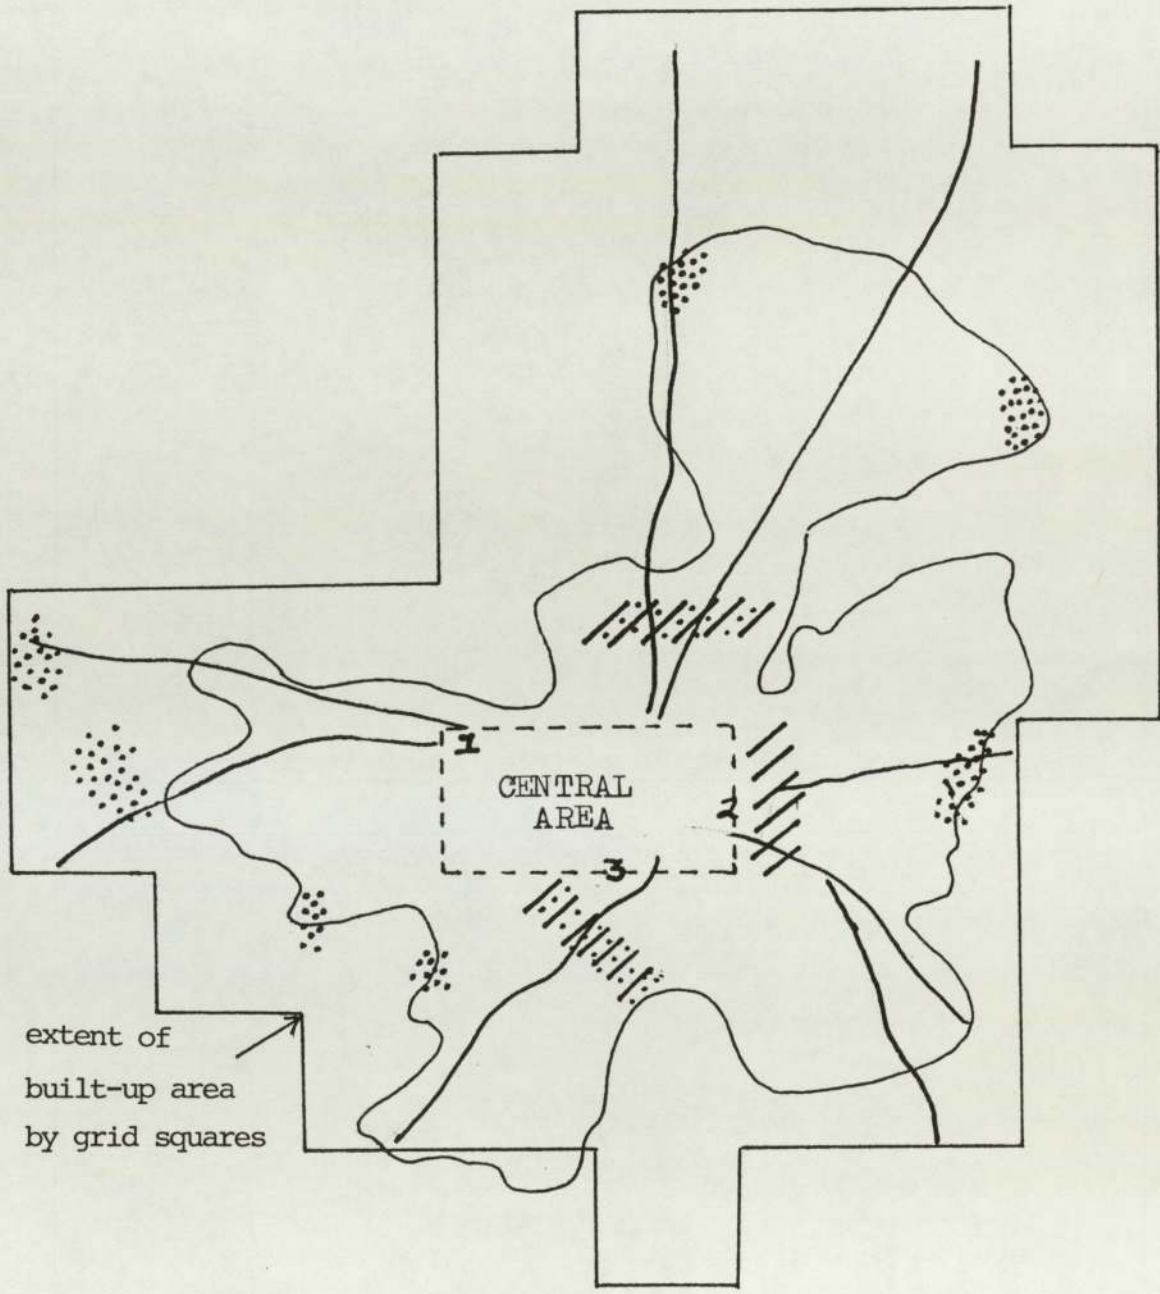 1
CENTRAL
AREA
2
3
extent of
built-up area
by grid squares